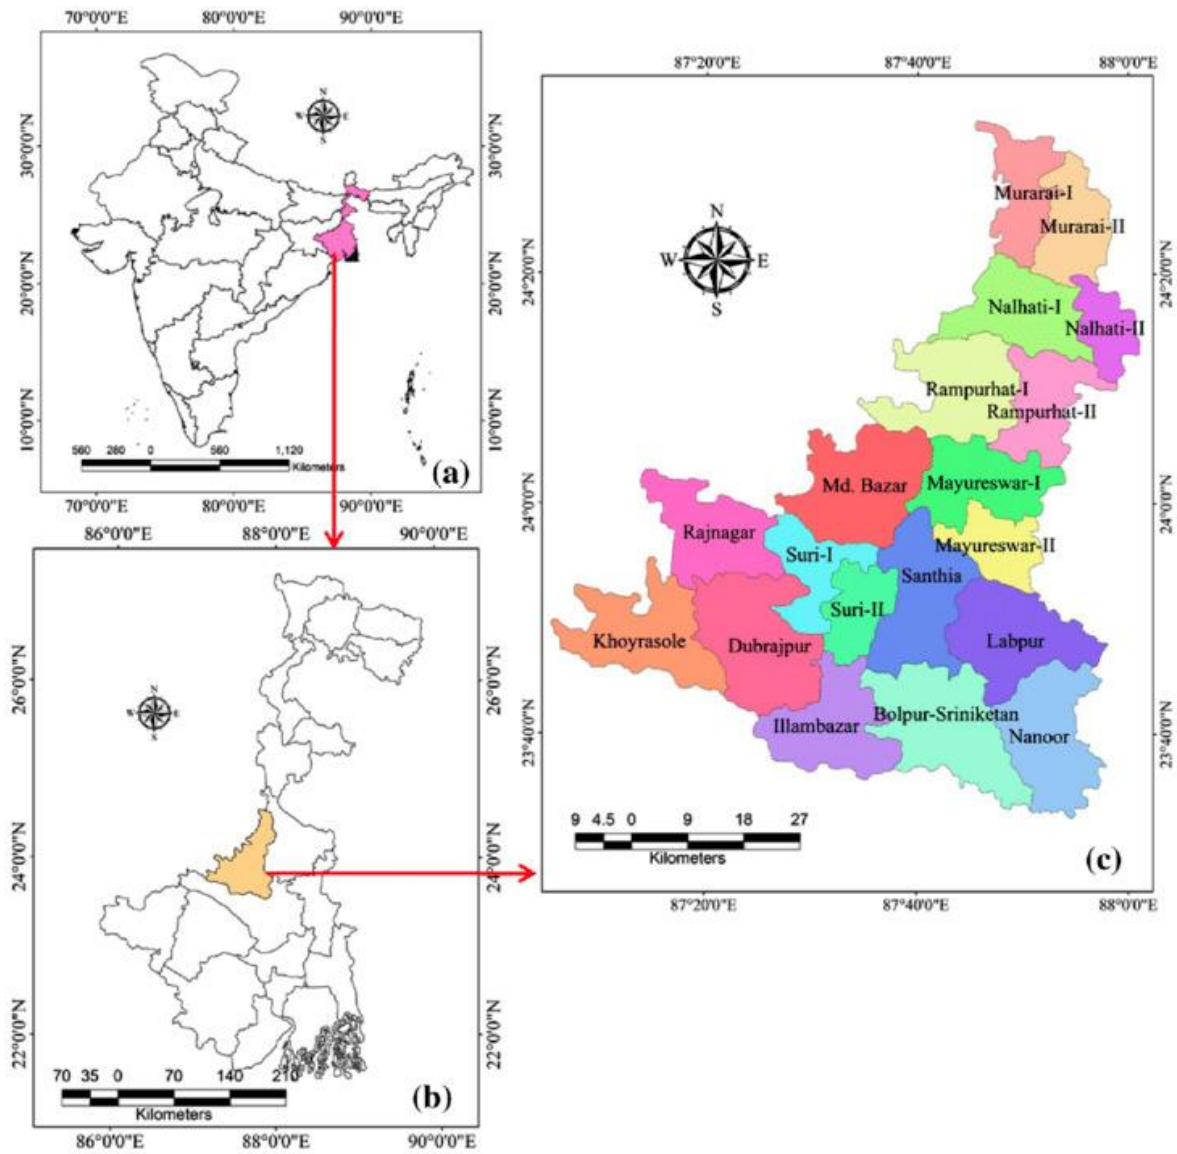 70°0'0"E 80°0'0"E 90°0'0"E
30°0'0"N
20°0'0"N
10°0'0"N
30°0'0"N
20°0'0"N
10°0'0"N
N
W E
S
560 280 0 560 1,120
Kilometers
(a)
70°0'0"E 80°0'0"E 90°0'0"E
86°0'0"E 88°0'0"E 90°0'0"E
26°0'0"N
24°0'0"N
22°0'0"N
26°0'0"N
24°0'0"N
22°0'0"N
N
W E
S
70 35 0 70 140 210
Kilometers
(b)
86°0'0"E 88°0'0"E 90°0'0"E
87°20'0"E 87°40'0"E 88°0'0"E
24°20'0"N
24°0'0"N
23°40'0"N
24°20'0"N
24°0'0"N
23°40'0"N
N
W E
S
Murarai-I
Murarai-II
Nalhati-I
Nalhati-II
Rampurhat-I
Rampurhat-II
Md. Bazar
Mayureswar-I
Rajnagar
Suri-I
Mayureswar-II
Santhia
Suri-II
Khoyrasole
Dubrajpur
Labpur
Illambazar
Bolpur-Sriniketan
Nanoor
9 4.5 0 9 18 27
Kilometers
(c)
87°20'0"E 87°40'0"E 88°0'0"E